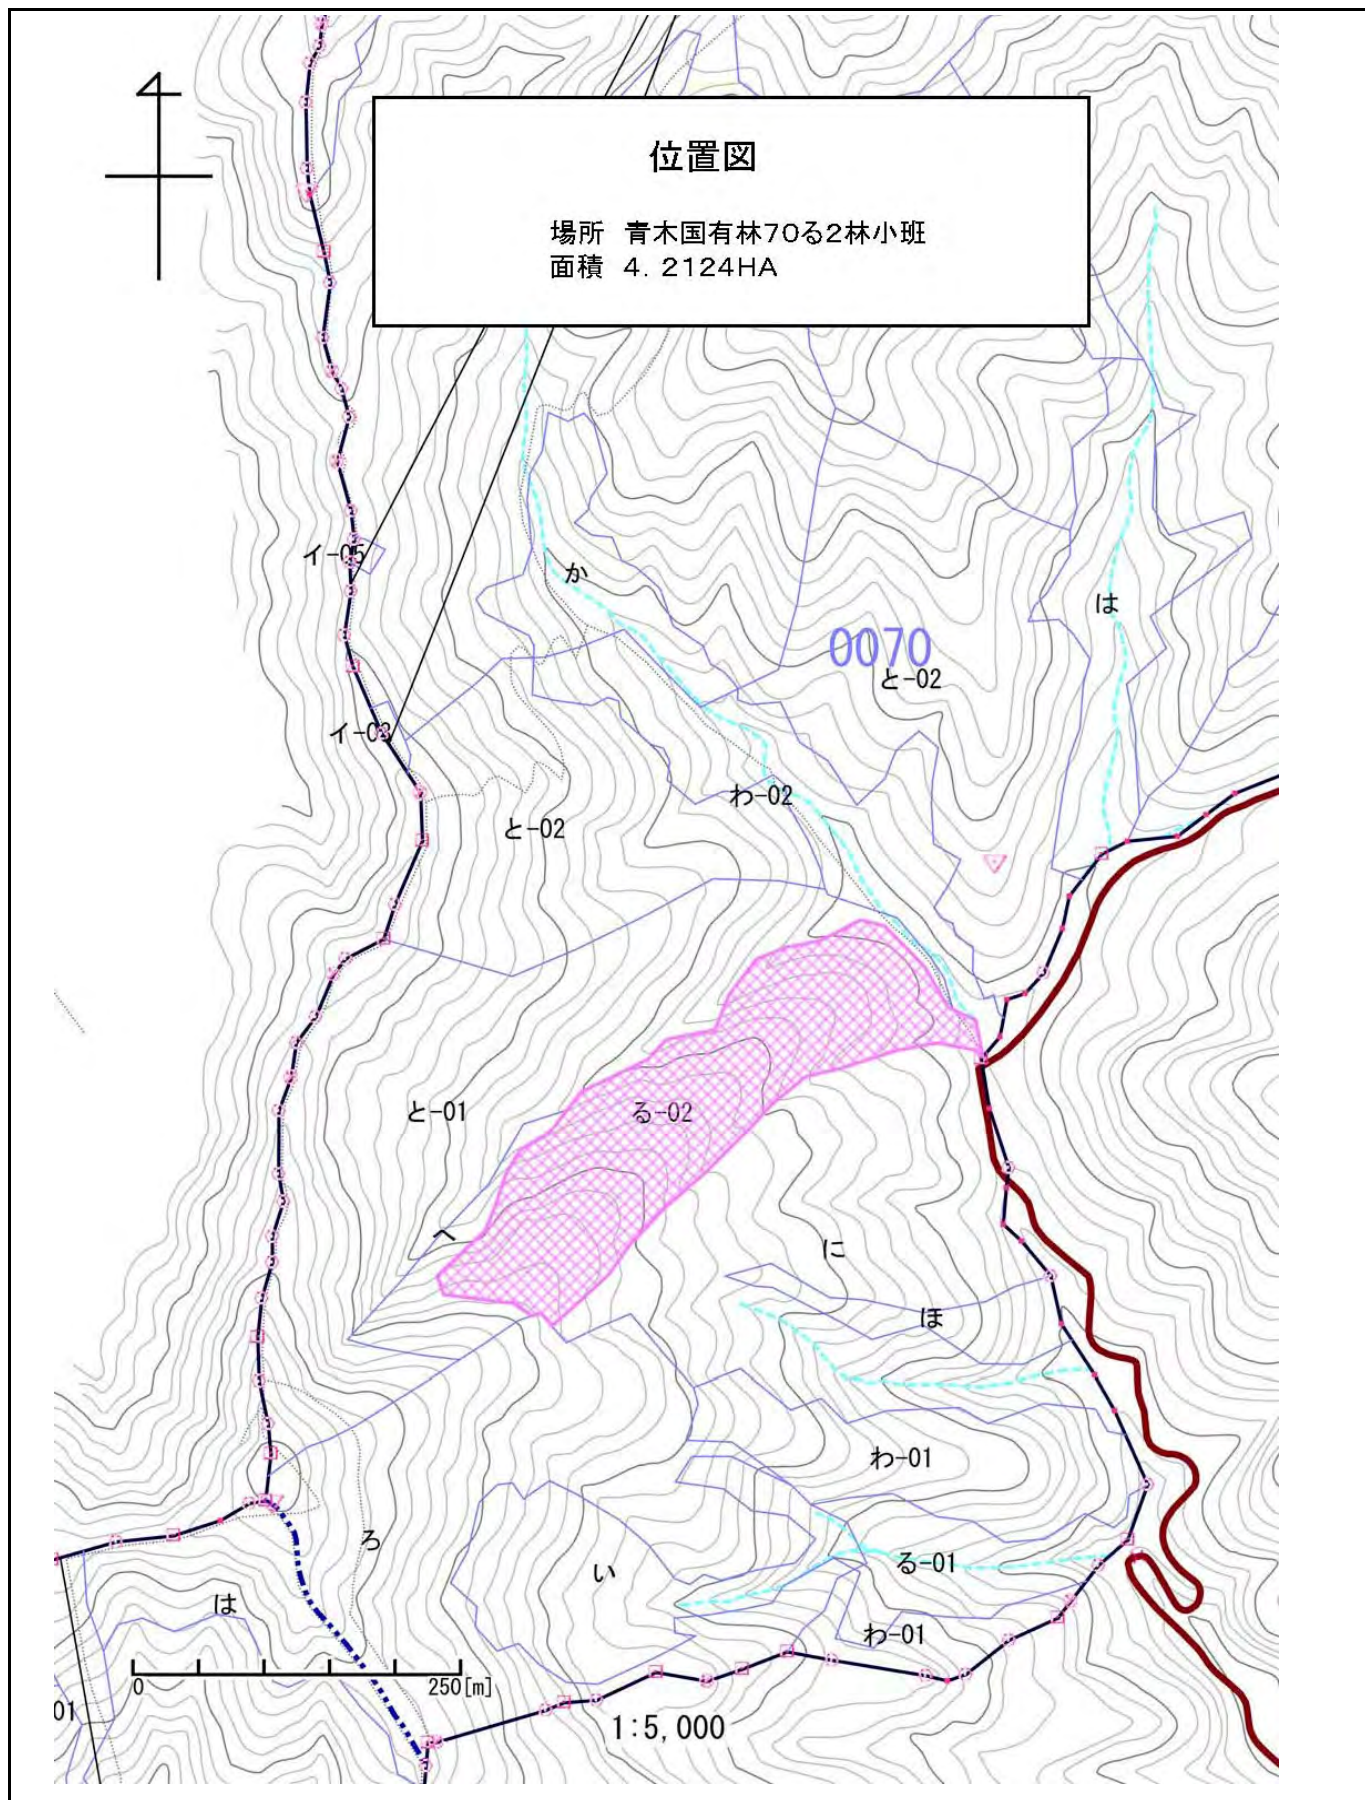 位置図
場所 青木国有林70る2林小班
面積 4.2124HA
イ-05
か
は
0070
と-02
イ-03
わ-02
と-02
と-01
る-02
へ
に
ほ
わ-01
ろ
い
る-01
は
わ-01
0
250[m]
01
1:5,000